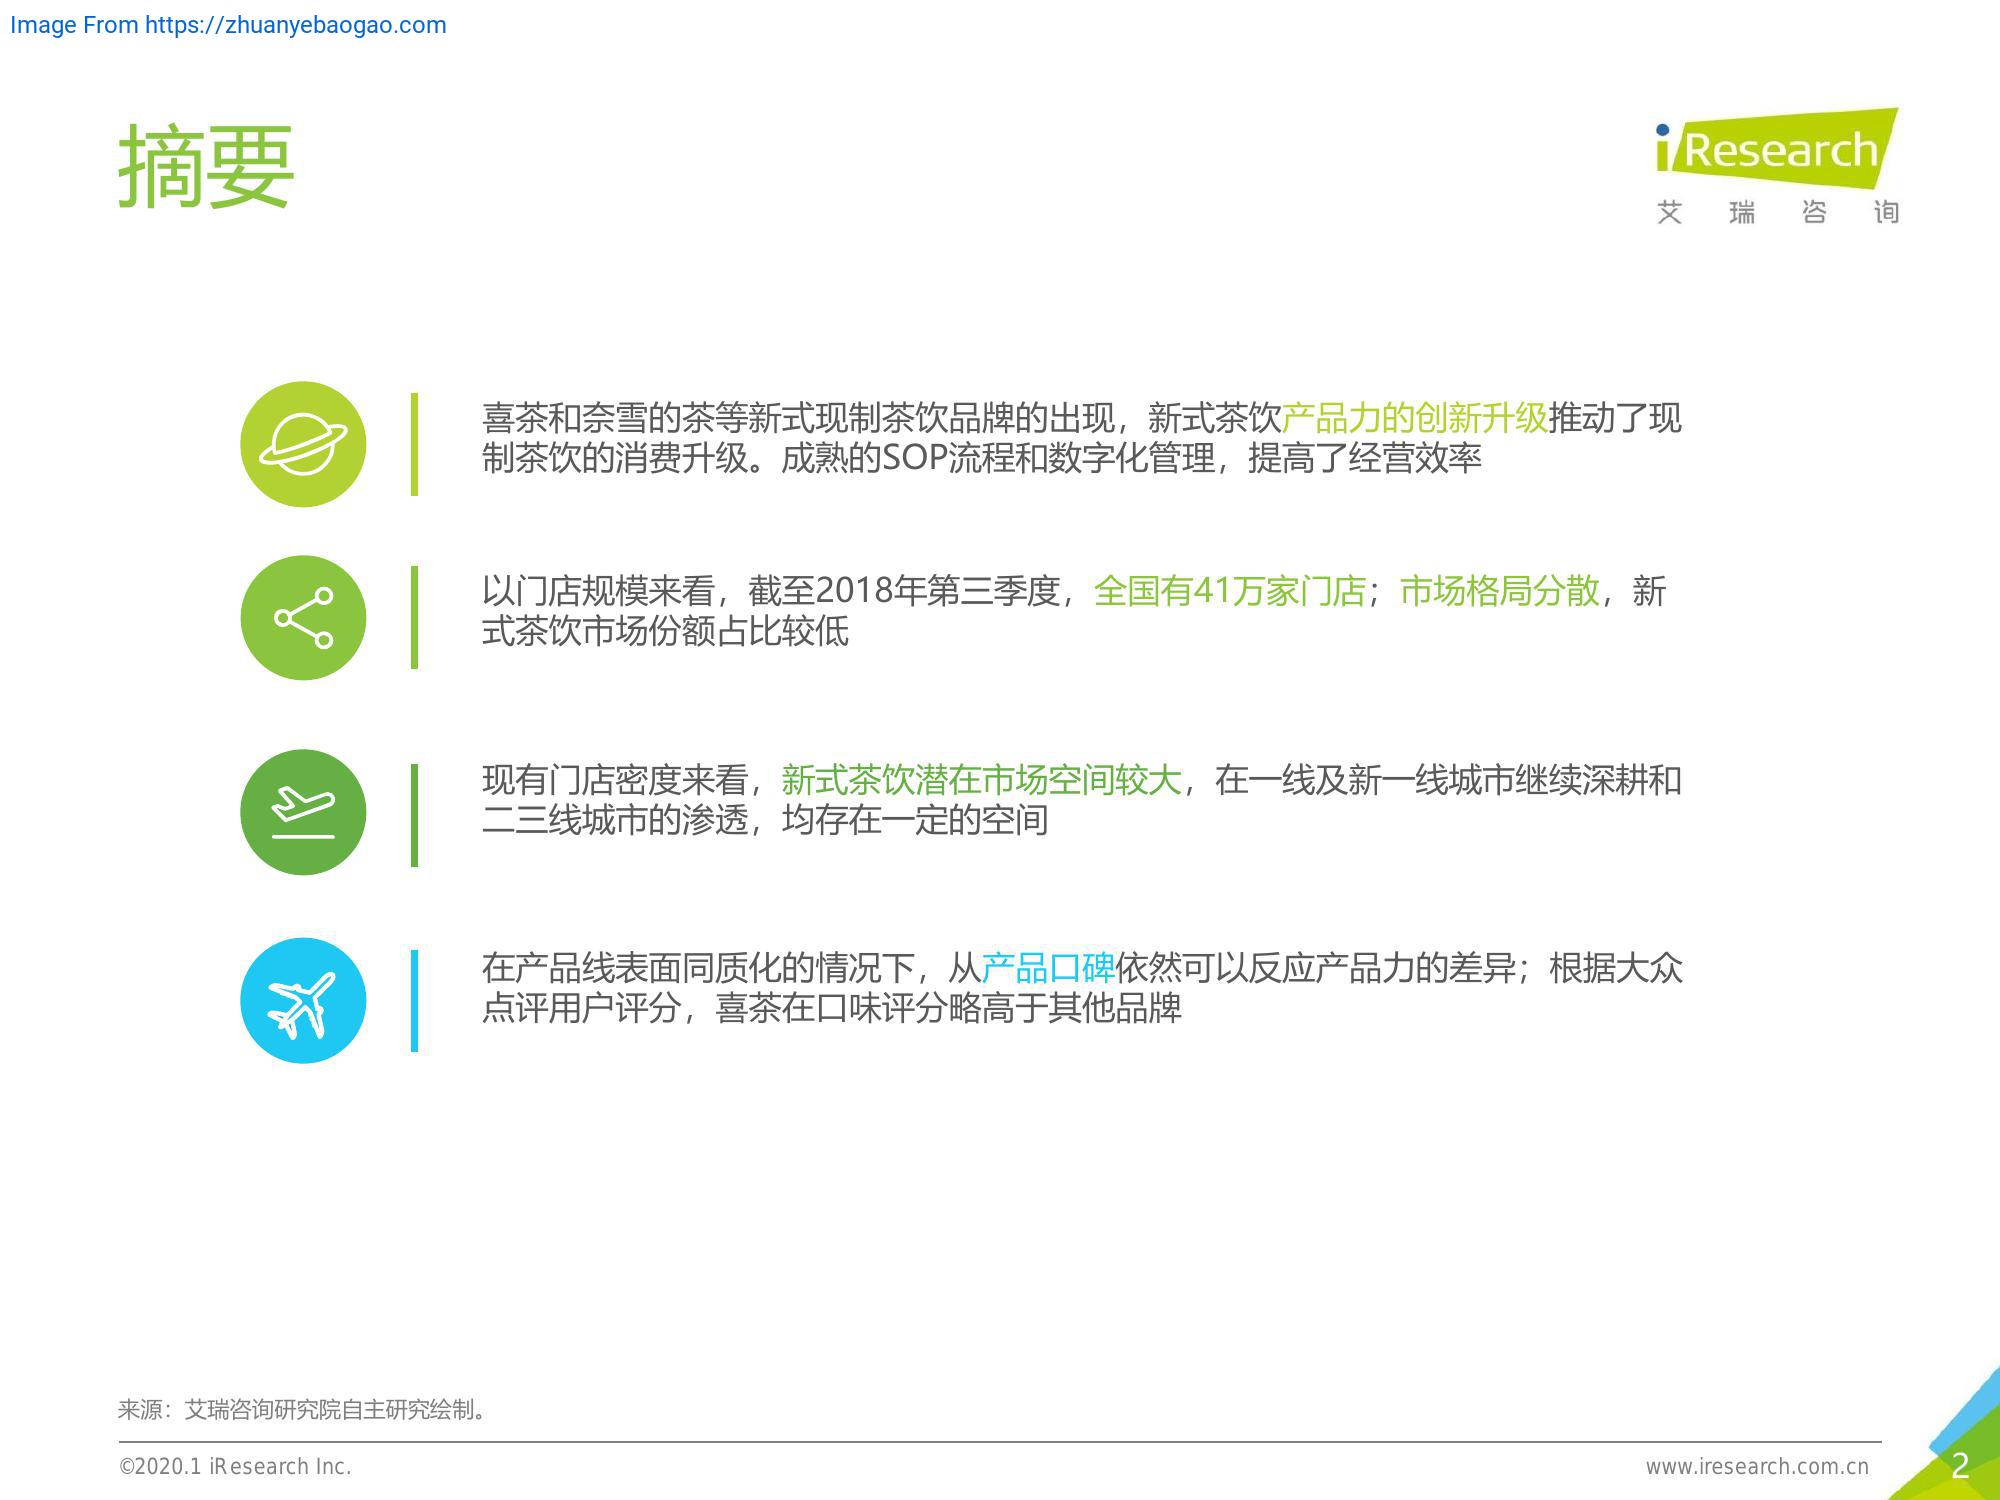 Image From https://zhuanyebaogao.com
摘要
iResearch
艾瑞咨询
喜茶和奈雪的茶等新式现制茶饮品牌的出现，新式茶饮产品力的创新升级推动了现
制茶饮的消费升级。成熟的SOP流程和数字化管理，提高了经营效率
以门店规模来看，截至2018年第三季度，全国有41万家门店；市场格局分散，新
式茶饮市场份额占比较低
现有门店密度来看，新式茶饮潜在市场空间较大，在一线及新一线城市继续深耕和
二三线城市的渗透，均存在一定的空间
在产品线表面同质化的情况下，从产品口碑依然可以反应产品力的差异；根据大众
点评用户评分，喜茶在口味评分略高于其他品牌
来源：艾瑞咨询研究院自主研究绘制。
©2020.1 iResearch Inc.
www.iresearch.com.cn
2